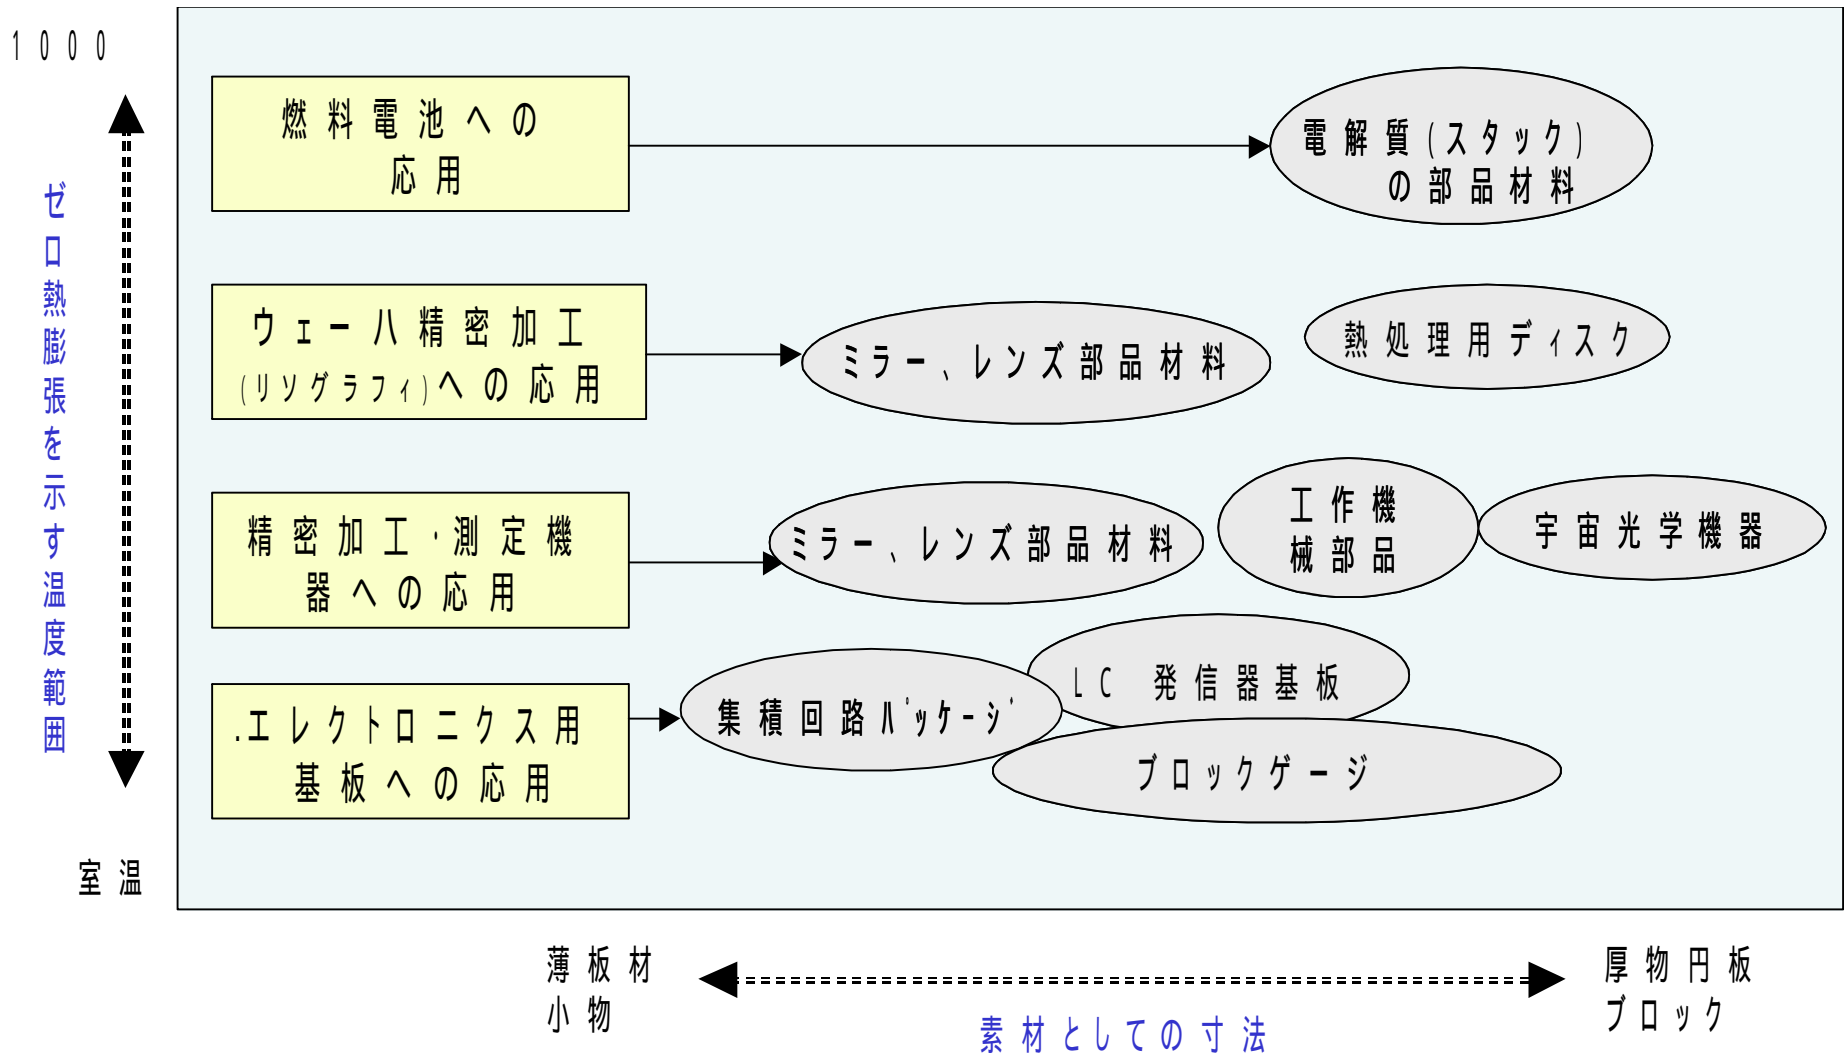 1000
燃料電池への
応用
電解質(スタック)
の部品材料
ゼロ熱膨張を示す温度範囲
ウェーハ精密加工
(リソグラフィ)への応用
ミラー、レンズ部品材料
熱処理用ディスク
精密加工・測定機
器への応用
ミラー、レンズ部品材料
工作機
械部品
宇宙光学機器
.エレクトロニクス用
基板への応用
集積回路パッケージ
LC 発信器基板
ブロックゲージ
室温
薄板材
小物
素材としての寸法
厚物円板
ブロック